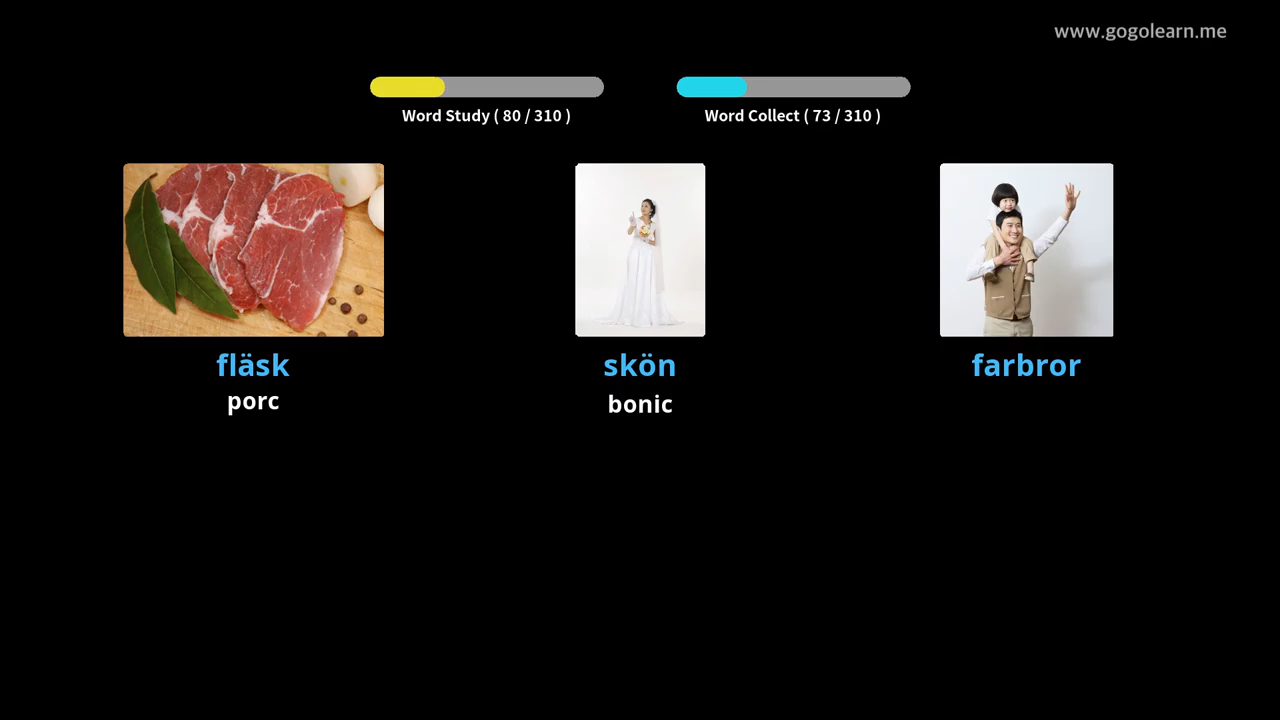 www.gogolearn.me
Word Study ( 80 / 310 )
Word Collect ( 73 / 310 )
fläsk
porc
skön
bonic
farbror